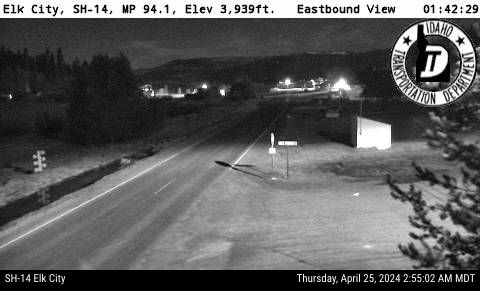 Elk City, SH-14, MP 94.1, Elev 3,939ft. Eastbound View 01:42:29
IDAHO
TRANSPORTATION DEPARTMENT
SH-14 Elk City Thursday, April 25, 2024 2:55:02 AM MDT